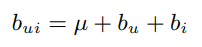 b_{ui} = μ + b_u + b_i